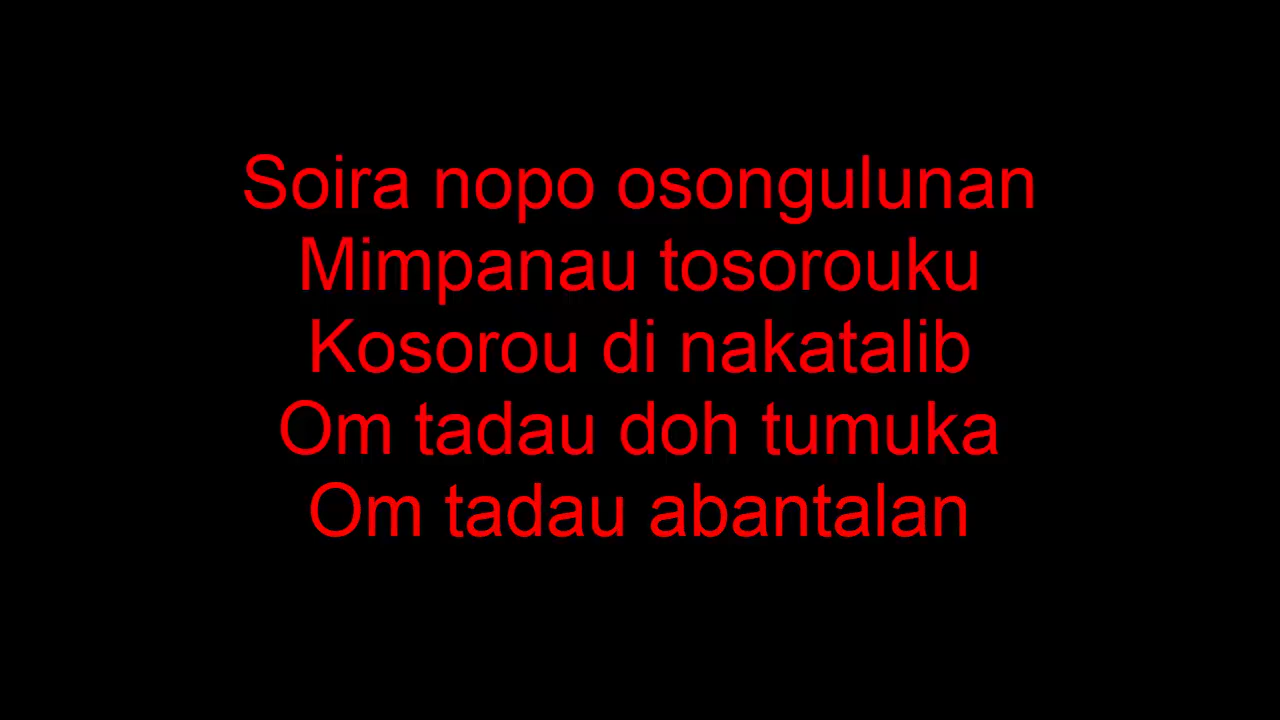 Soira nopo osongulunan
Mimpanau tosorouku
Kosorou di nakatalib
Om tadau doh tumuka
Om tadau abantalan